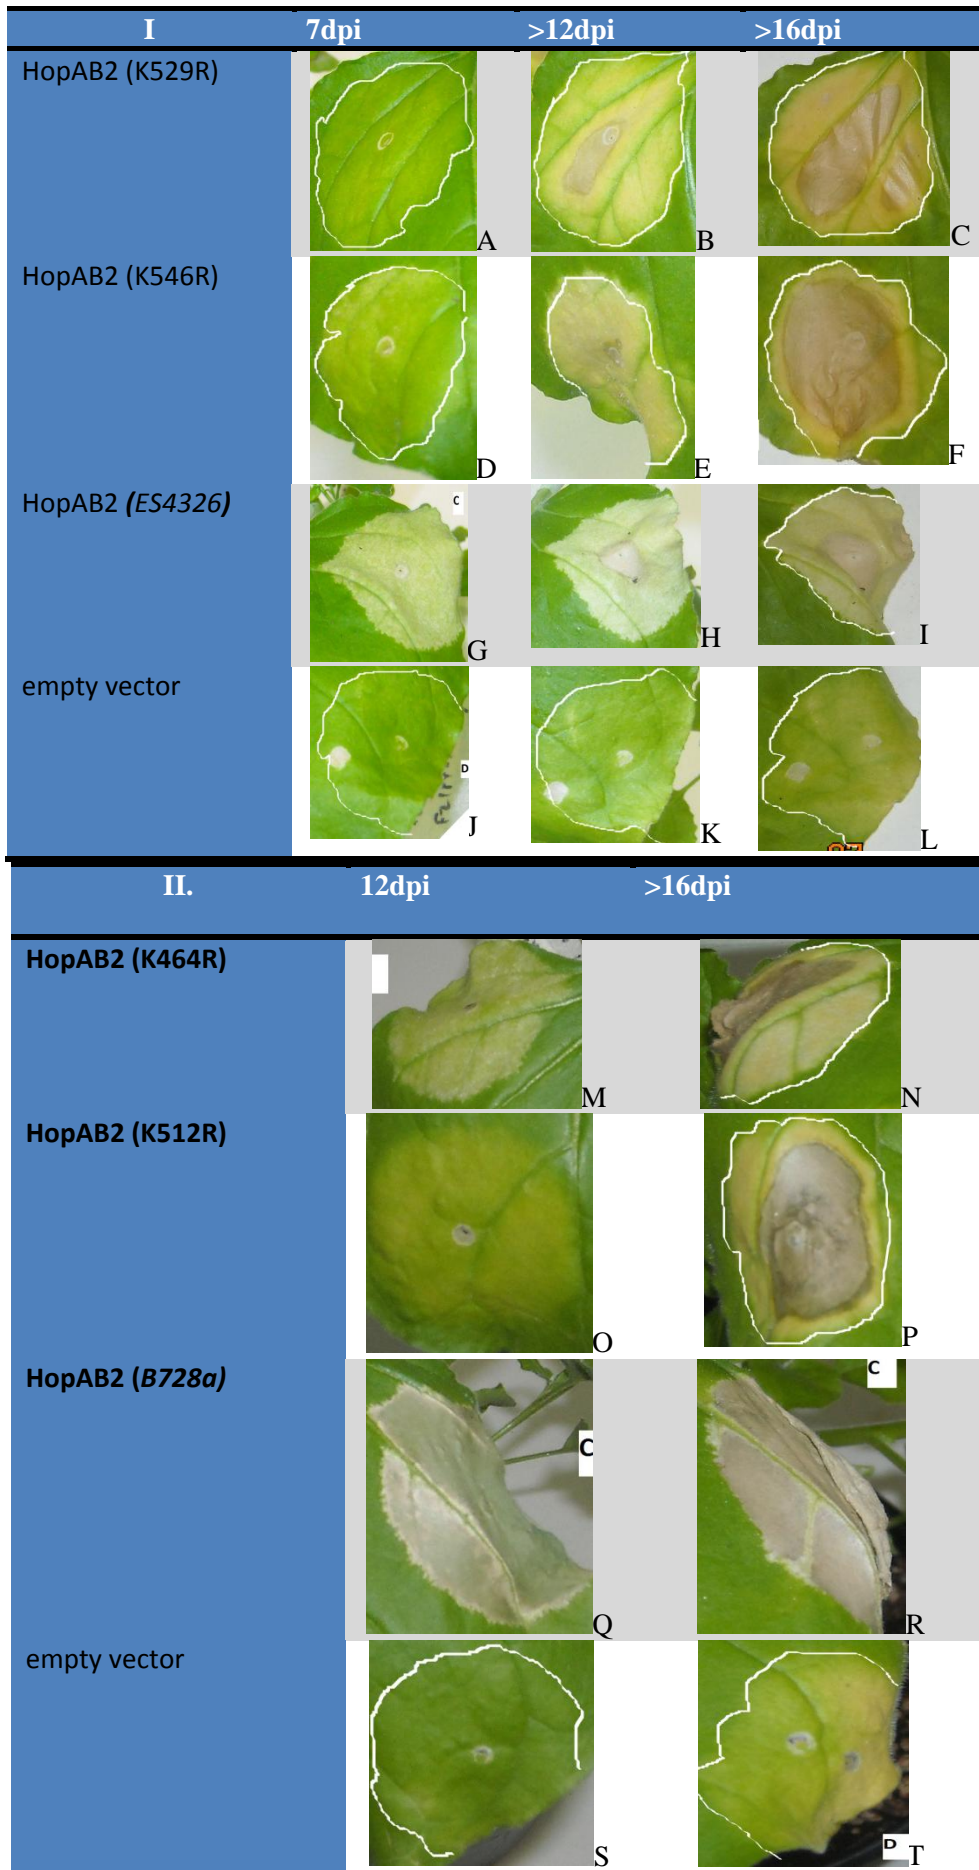 I 7dpi >12dpi >16dpi
HopAB2 (K529R)
A B C
HopAB2 (K546R)
D E F
HopAB2 (ES4326)
C
G H I
empty vector
D
J K L
II. 12dpi >16dpi
HopAB2 (K464R)
M N
HopAB2 (K512R)
O P
HopAB2 (B728a)
C C
Q R
empty vector
D
S T